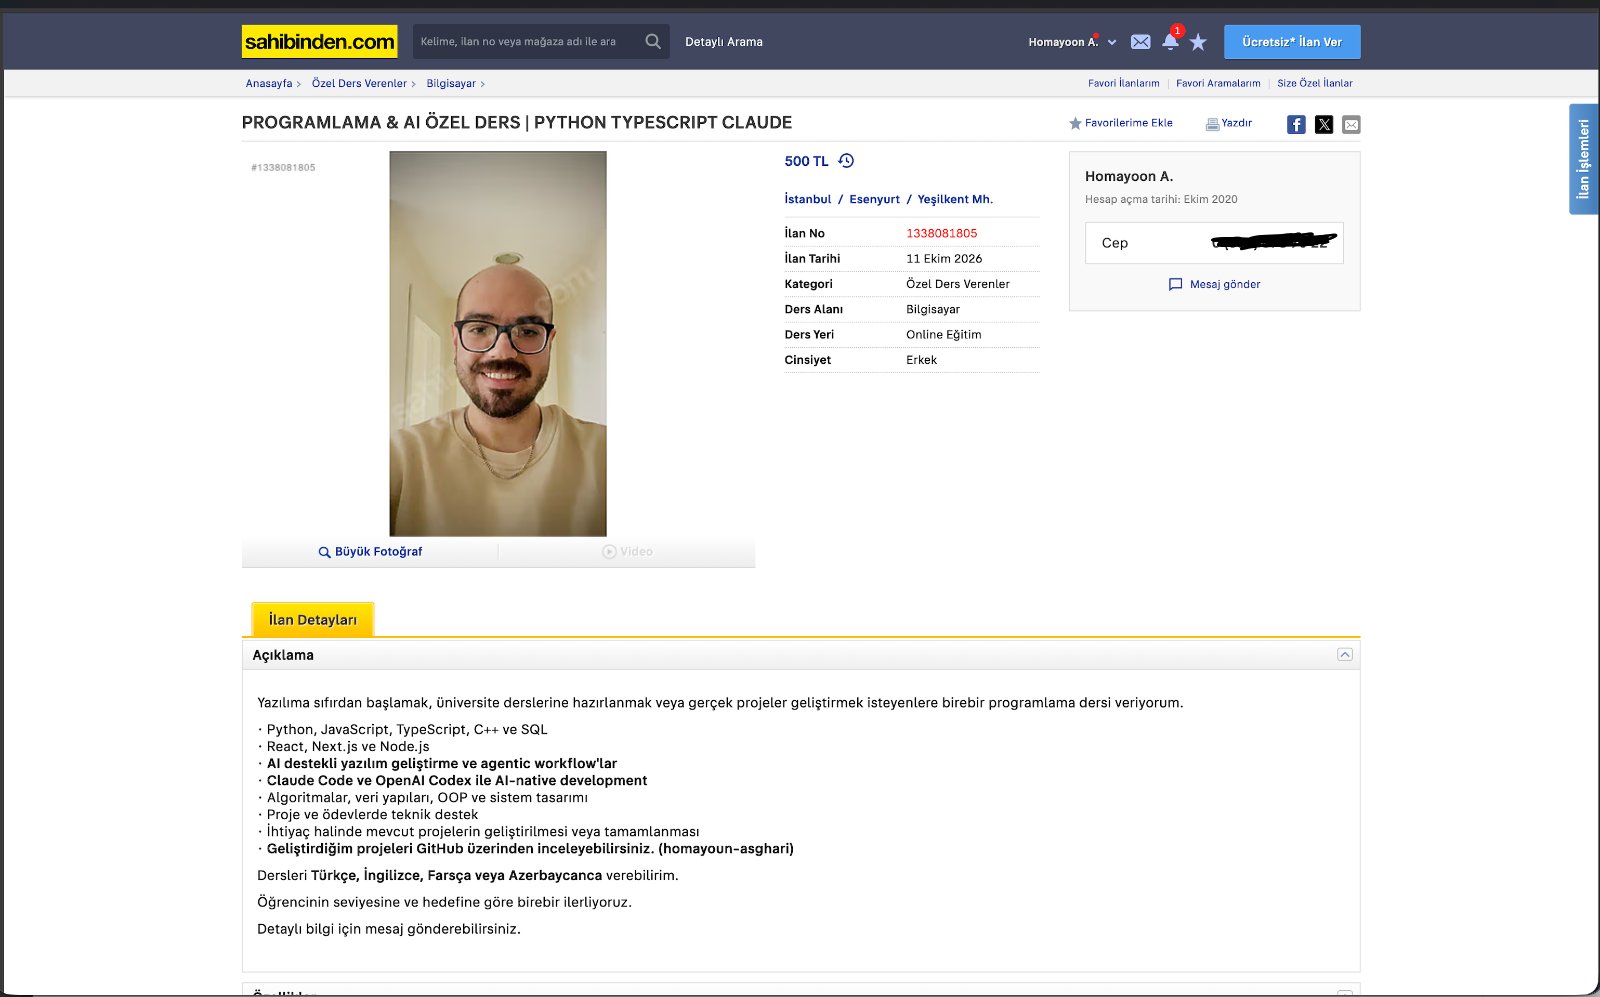 sahibinden.com
Kelime, ilan no veya mağaza adı ile ara
Detaylı Arama
Homayoon A.
1
Ücretsiz* İlan Ver
Anasayfa > Özel Ders Verenler > Bilgisayar >
Favori İlanlarım | Favori Aramalarım | Size Özel İlanlar
PROGRAMLAMA & AI ÖZEL DERS | PYTHON TYPESCRIPT CLAUDE
Favorilerime Ekle
Yazdır
İlan İşlemleri
#1338081805
Büyük Fotoğraf
Video
500 TL
İstanbul / Esenyurt / Yeşilkent Mh.
İlan No 1338081805
İlan Tarihi 11 Ekim 2026
Kategori Özel Ders Verenler
Ders Alanı Bilgisayar
Ders Yeri Online Eğitim
Cinsiyet Erkek
Homayoon A.
Hesap açma tarihi: Ekim 2020
Cep
Mesaj gönder
İlan Detayları
Açıklama
Yazılıma sıfırdan başlamak, üniversite derslerine hazırlanmak veya gerçek projeler geliştirmek isteyenlere birebir programlama dersi veriyorum.
· Python, JavaScript, TypeScript, C++ ve SQL
· React, Next.js ve Node.js
· AI destekli yazılım geliştirme ve agentic workflow'lar
· Claude Code ve OpenAI Codex ile AI-native development
· Algoritmalar, veri yapıları, OOP ve sistem tasarımı
· Proje ve ödevlerde teknik destek
· İhtiyaç halinde mevcut projelerin geliştirilmesi veya tamamlanması
· Geliştirdiğim projeleri GitHub üzerinden inceleyebilirsiniz. (homayoun-asghari)
Dersleri Türkçe, İngilizce, Farsça veya Azerbaycanca verebilirim.
Öğrencinin seviyesine ve hedefine göre birebir ilerliyoruz.
Detaylı bilgi için mesaj gönderebilirsiniz.